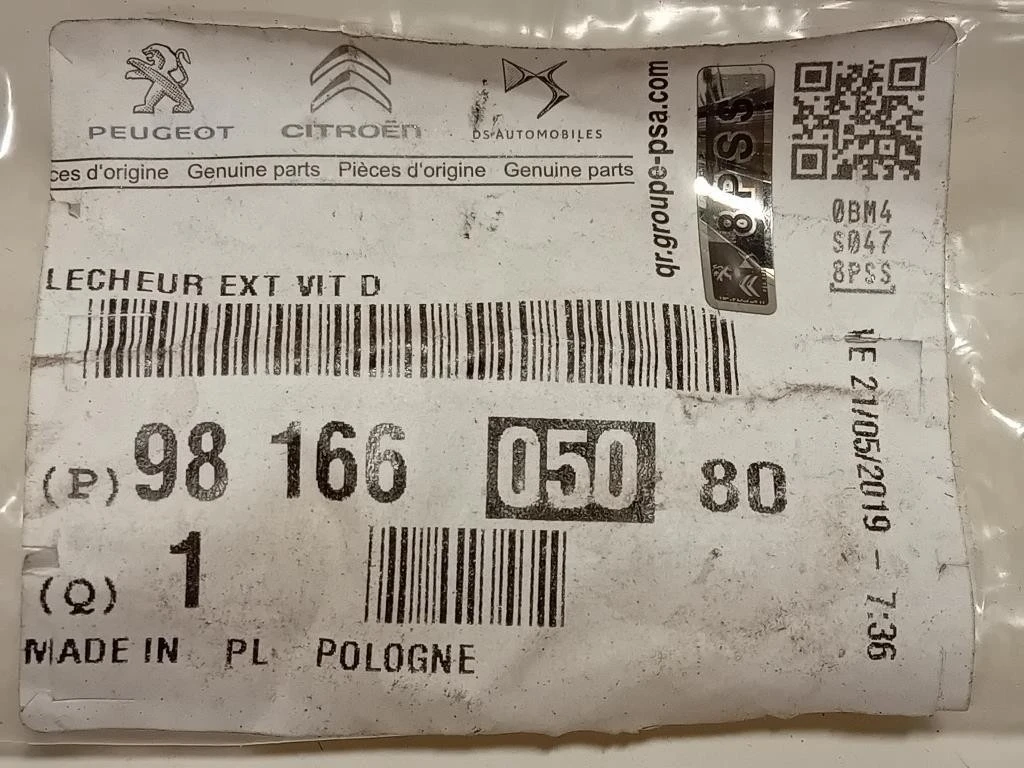 PEUGEOT
CITROËN
DS AUTOMOBILES
ces d'origine Genuine parts Pièces d'origine Genuine parts
qr.groupe-psa.com
8PSS
0BM4
S047
8PSS
LECHEUR EXT VIT D
(P) 98 166 050 80
(Q) 1
MADE IN PL POLOGNE
21/05/2019 - 7:36